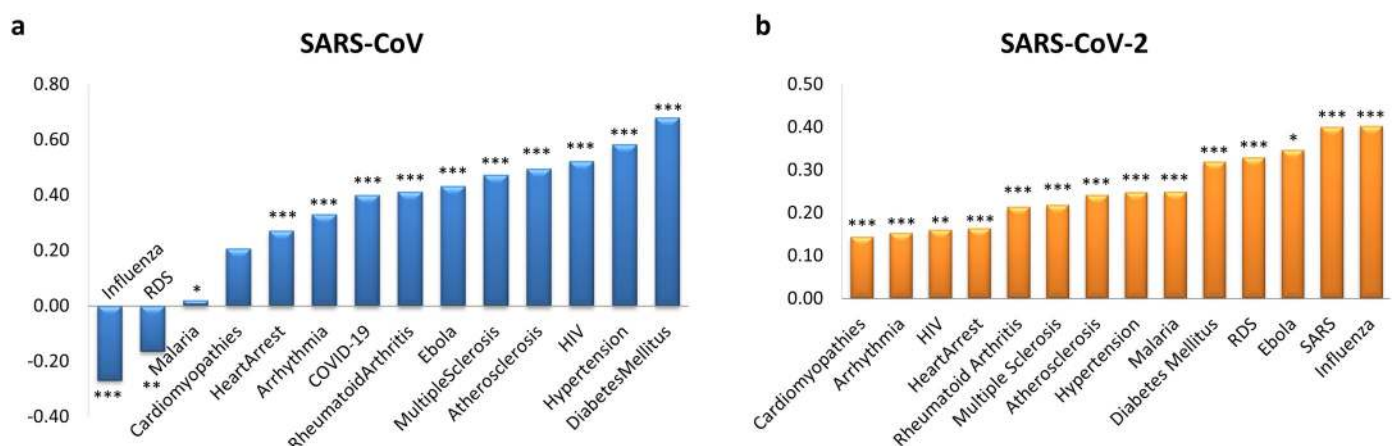 a
SARS-CoV
0.80
0.60
0.40
0.20
0.00
-0.20
-0.40
***
**
*
***
***
***
***
***
***
***
***
***
***
Influenza
RDS
Malaria
Cardiomyopathies
HeartArrest
Arrhythmia
COVID-19
RheumatoidArthritis
Ebola
MultipleSclerosis
Atherosclerosis
HIV
Hypertension
DiabetesMellitus
b
SARS-CoV-2
0.50
0.40
0.30
0.20
0.10
0.00
***
***
**
***
***
***
***
***
***
***
***
*
***
***
Cardiomyopathies
Arrhythmia
HIV
HeartArrest
Rheumatoid Arthritis
Multiple Sclerosis
Atherosclerosis
Hypertension
Malaria
Diabetes Mellitus
RDS
Ebola
SARS
Influenza